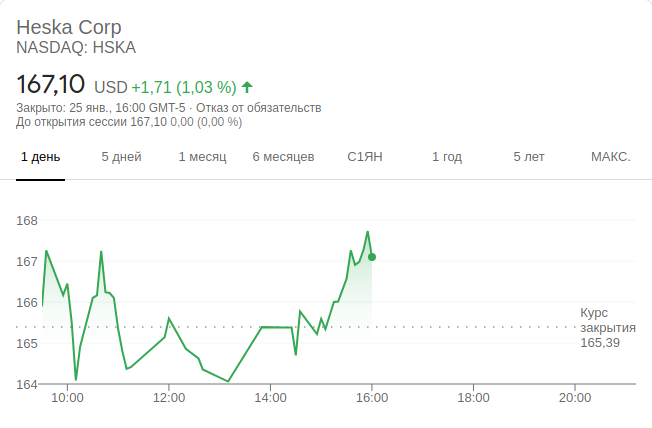 Heska Corp
NASDAQ: HSKA
167,10 USD +1,71 (1,03 %)
Закрыто: 25 янв., 16:00 GMT-5 · Отказ от обязательств
До открытия сессии 167,10 0,00 (0,00 %)
1 день 5 дней 1 месяц 6 месяцев С1ЯН 1 год 5 лет МАКС.
168
167
166
Курс
закрытия
165,39
165
164
10:00 12:00 14:00 16:00 18:00 20:00